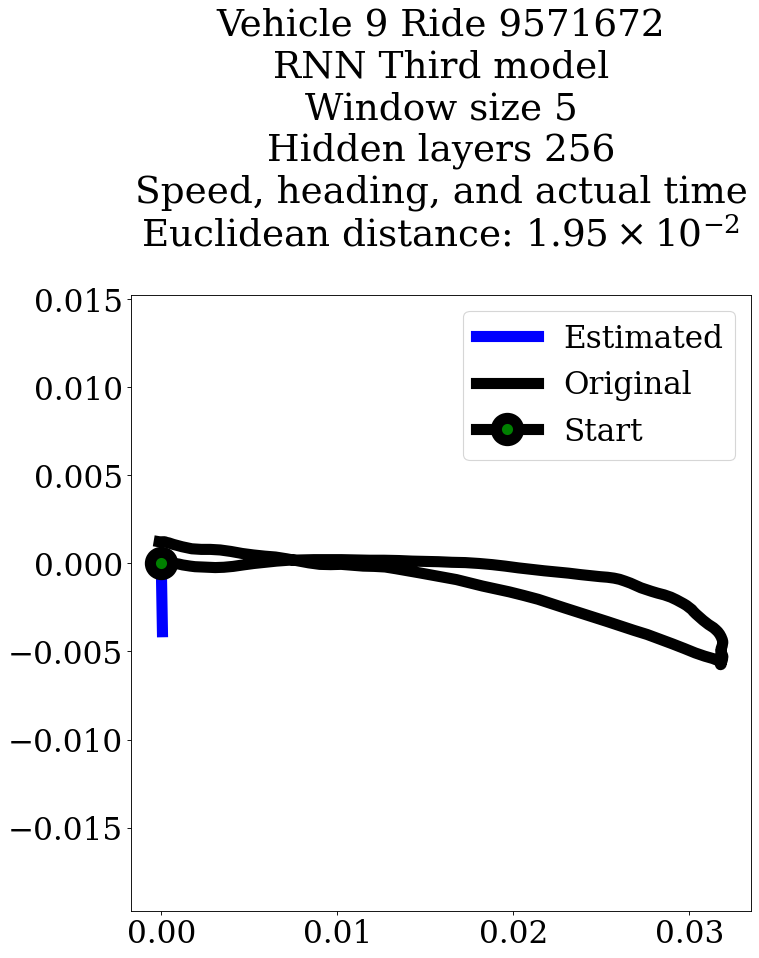 Vehicle 9 Ride 9571672
RNN Third model
Window size 5
Hidden layers 256
Speed, heading, and actual time
Euclidean distance: 1.95 × 10⁻²
0.015
0.010
0.005
0.000
−0.005
−0.010
−0.015
Estimated
Original
Start
0.00 0.01 0.02 0.03